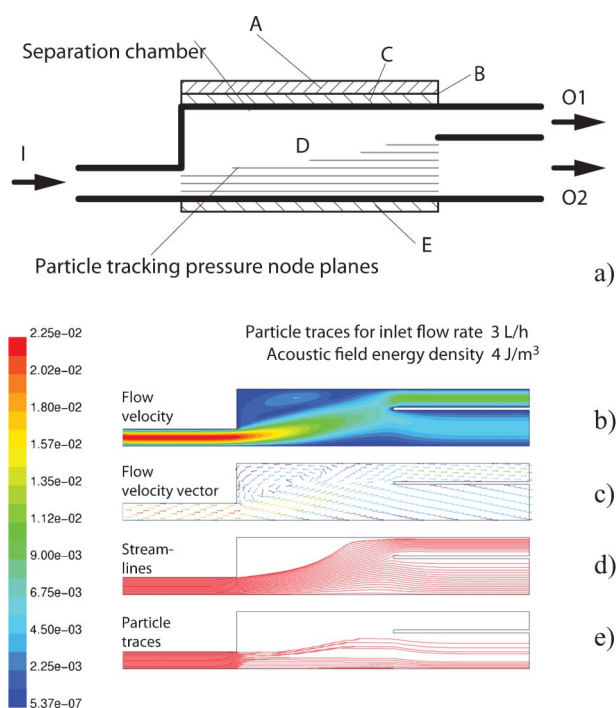 A
Separation chamber
C
B
O1
I
D
O2
E
Particle tracking pressure node planes
a)
Particle traces for inlet flow rate 3 L/h
Acoustic field energy density 4 J/m³
2.25e-02
2.02e-02
1.80e-02
1.57e-02
1.35e-02
1.12e-02
9.00e-03
6.75e-03
4.50e-03
2.25e-03
5.37e-07
Flow
velocity
b)
Flow
velocity vector
c)
Stream-
lines
d)
Particle
traces
e)